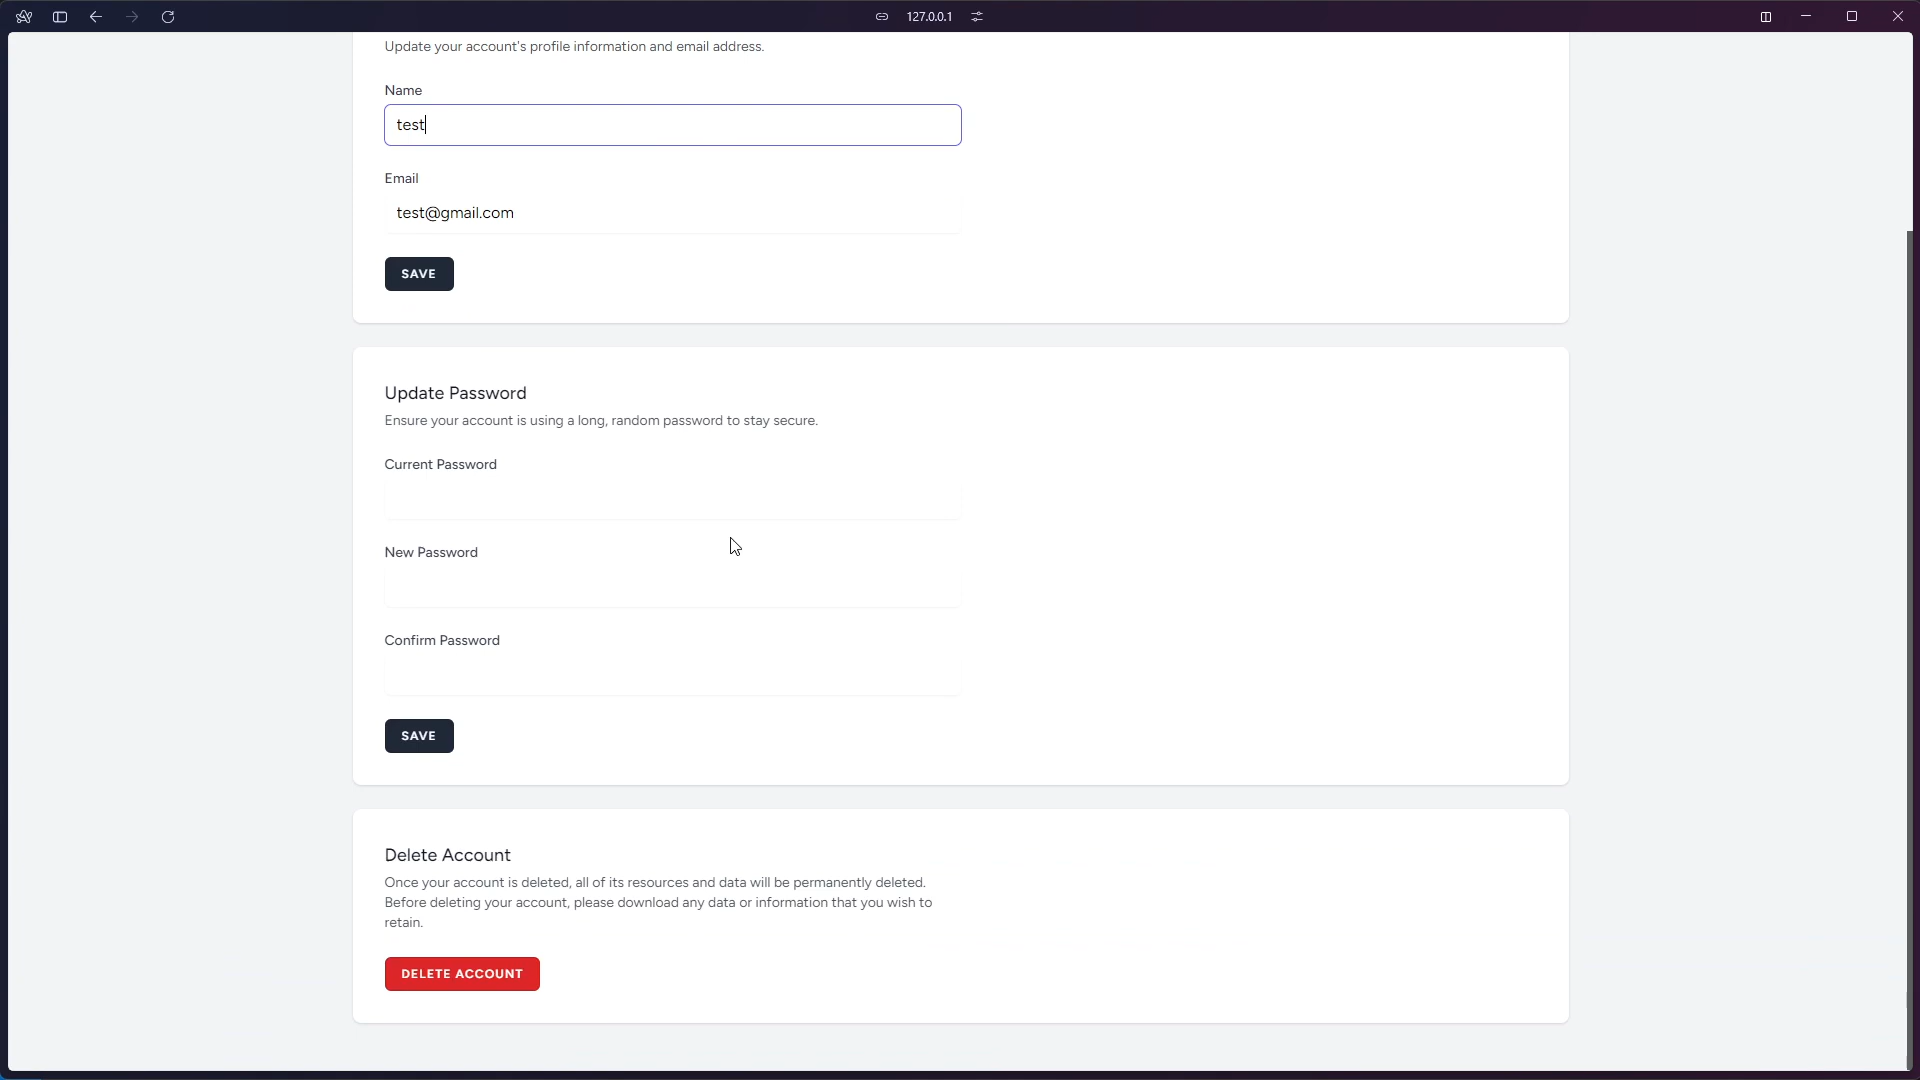 127.0.0.1
Update your account's profile information and email address.
Name
test
Email
test@gmail.com
SAVE
Update Password
Ensure your account is using a long, random password to stay secure.
Current Password
New Password
Confirm Password
SAVE
Delete Account
Once your account is deleted, all of its resources and data will be permanently deleted.
Before deleting your account, please download any data or information that you wish to
retain.
DELETE ACCOUNT